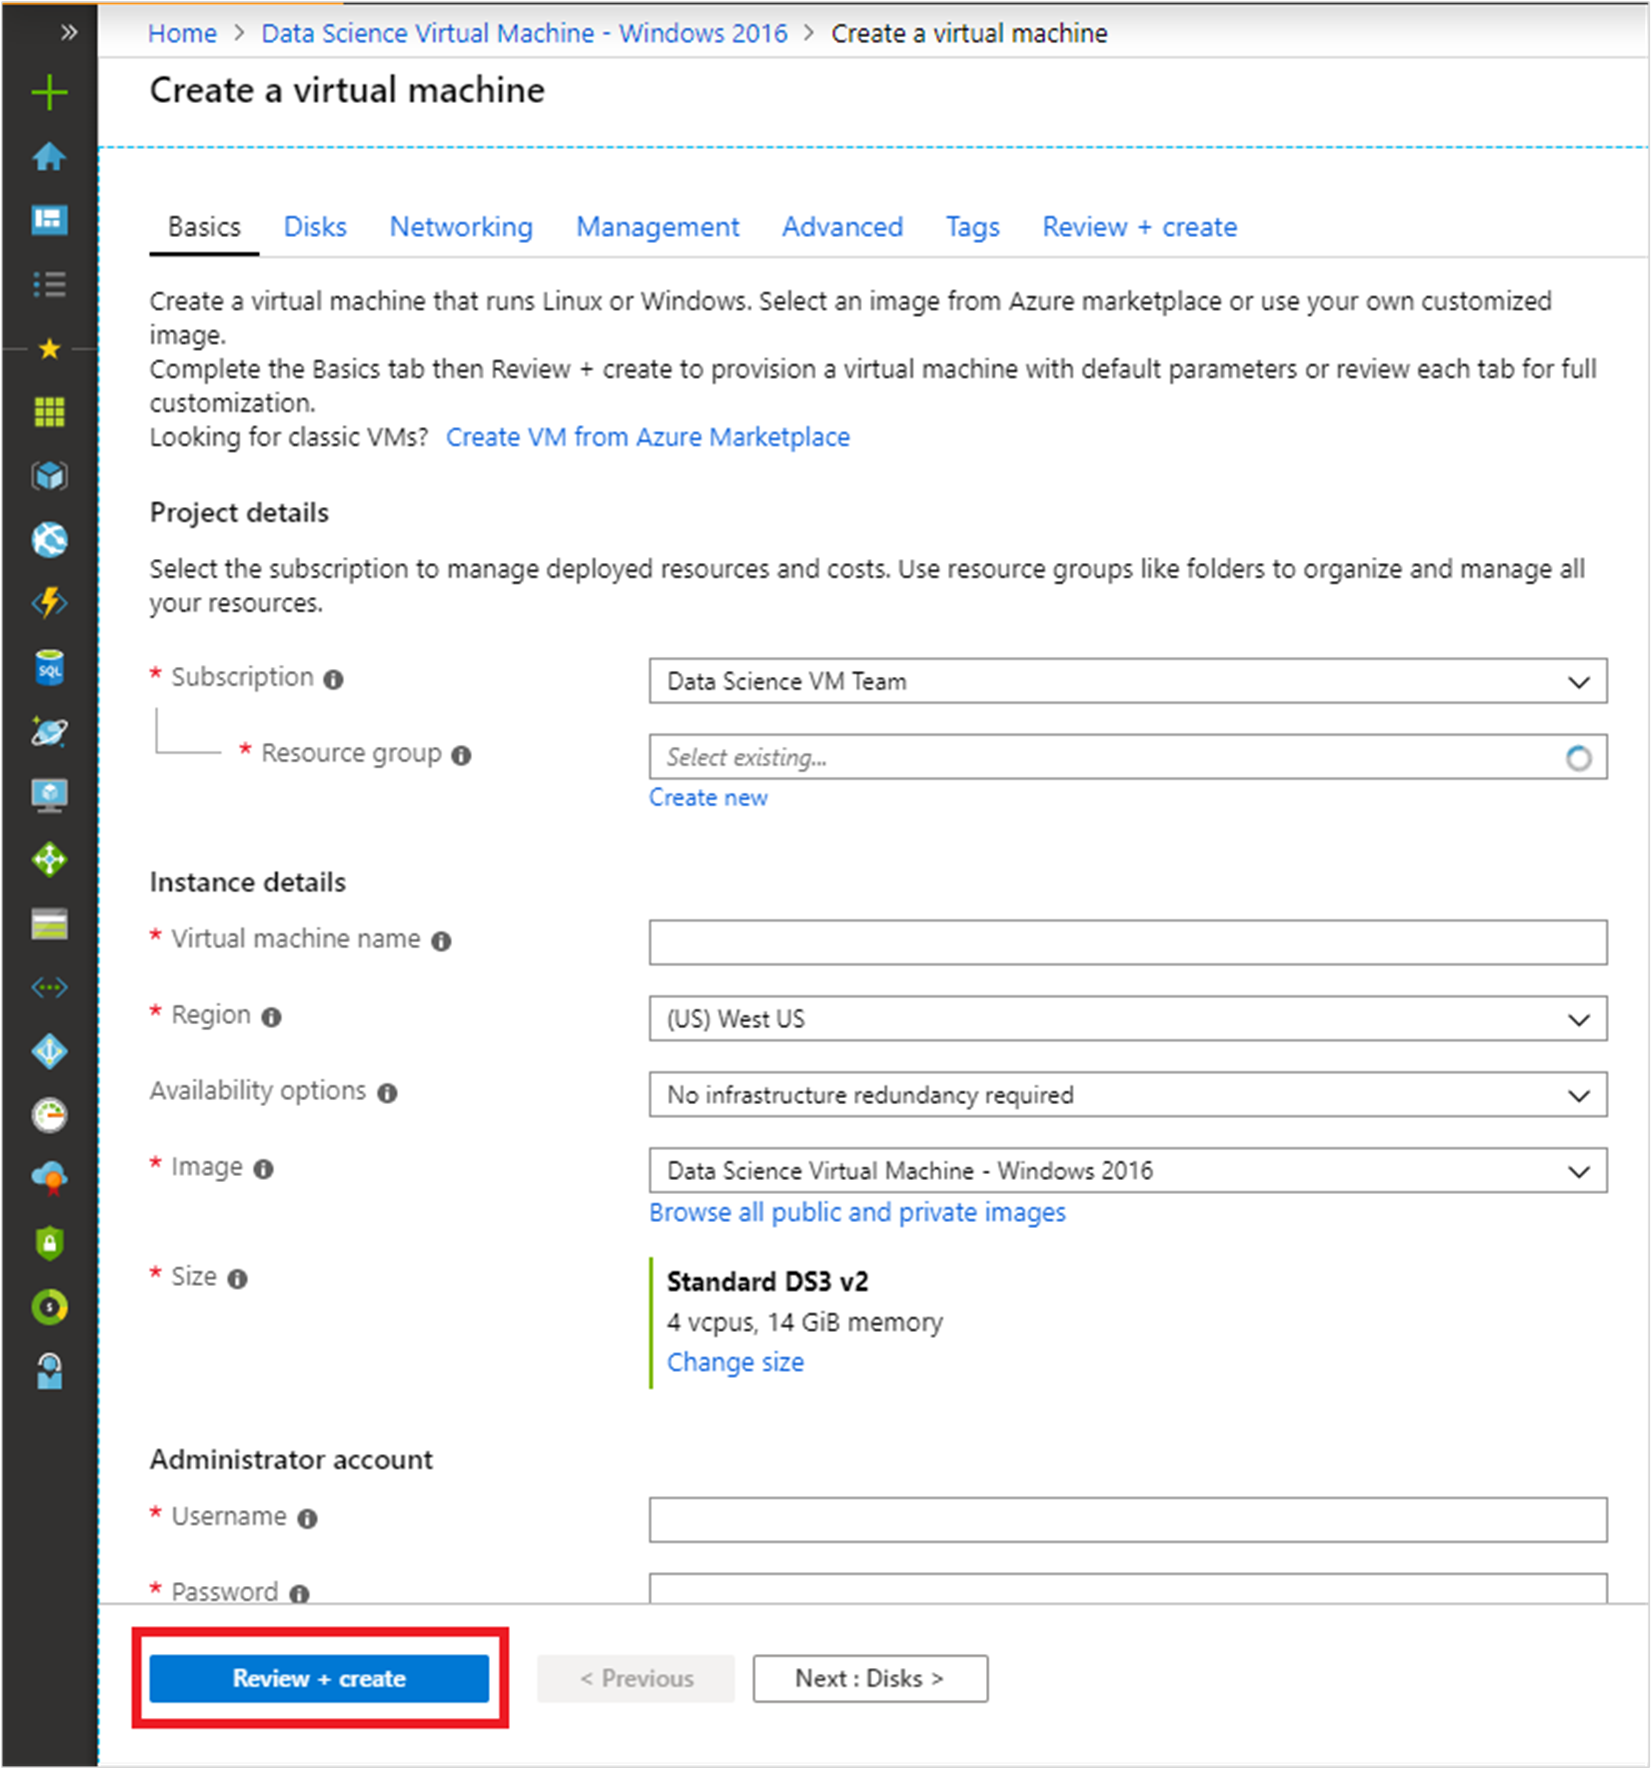 Home > Data Science Virtual Machine - Windows 2016 > Create a virtual machine
Create a virtual machine
Basics Disks Networking Management Advanced Tags Review + create
Create a virtual machine that runs Linux or Windows. Select an image from Azure marketplace or use your own customized
image.
Complete the Basics tab then Review + create to provision a virtual machine with default parameters or review each tab for full
customization.
Looking for classic VMs? Create VM from Azure Marketplace
Project details
Select the subscription to manage deployed resources and costs. Use resource groups like folders to organize and manage all
your resources.
* Subscription Data Science VM Team
* Resource group Select existing...
Create new
Instance details
* Virtual machine name
* Region (US) West US
Availability options No infrastructure redundancy required
* Image Data Science Virtual Machine - Windows 2016
Browse all public and private images
* Size Standard DS3 v2
4 vcpus, 14 GiB memory
Change size
Administrator account
* Username
* Password
Review + create < Previous Next : Disks >
SQL